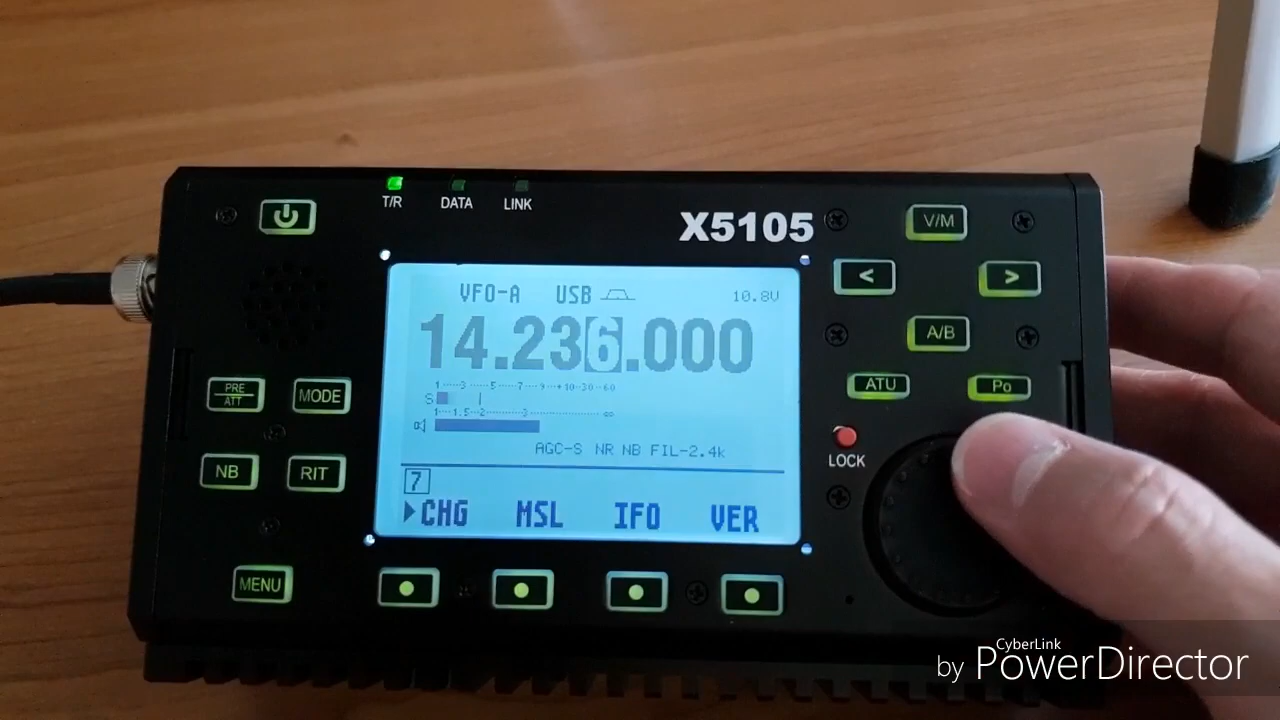 T/R DATA LINK
X5105
V/M
< >
A/B
ATU Po
LOCK
PRE
ATT
MODE
NB RIT
MENU
VFO-A USB 10.8V
14.236.000
1····3····5····7····9···+10··30··60
S
1···1.5··2·······3··············∞
AGC-S NR NB FIL-2.4k
7
CHG MSL IFO VER
CyberLink
by PowerDirector